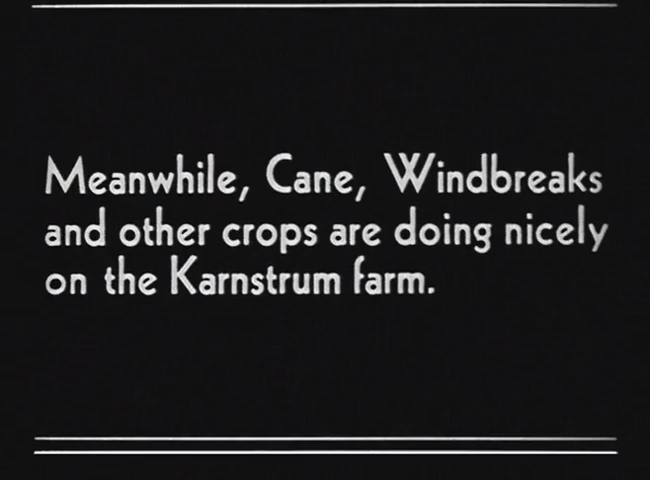 Meanwhile, Cane, Windbreaks
and other crops are doing nicely
on the Karnstrum farm.